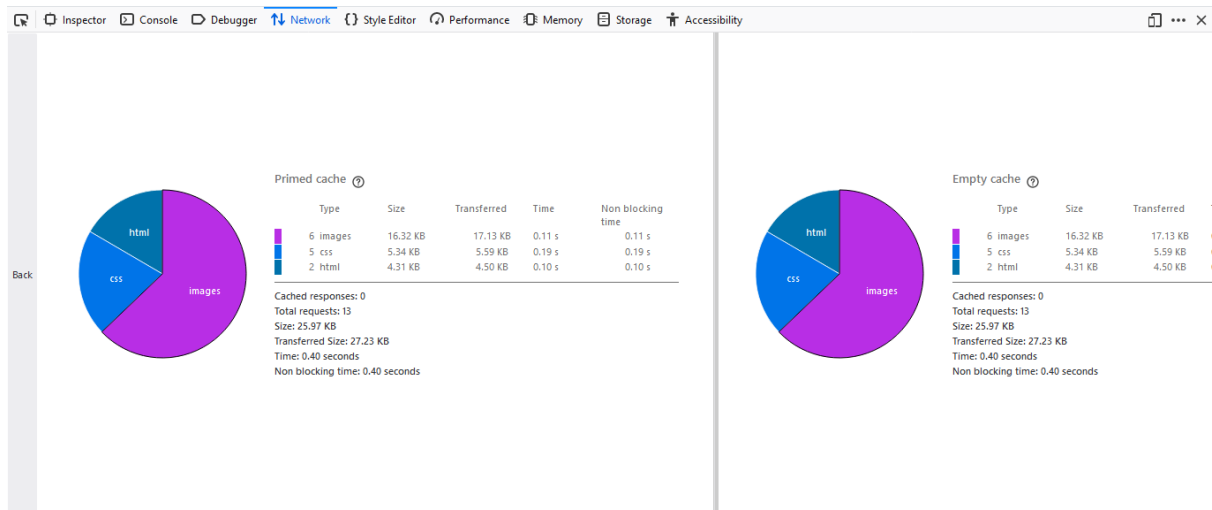 Inspector Console Debugger Network Style Editor Performance Memory Storage Accessibility
Back
html
css
images
Primed cache ?
Type Size Transferred Time Non blocking time
6 images 16.32 KB 17.13 KB 0.11 s 0.11 s
5 css 5.34 KB 5.59 KB 0.19 s 0.19 s
2 html 4.31 KB 4.50 KB 0.10 s 0.10 s
Cached responses: 0
Total requests: 13
Size: 25.97 KB
Transferred Size: 27.23 KB
Time: 0.40 seconds
Non blocking time: 0.40 seconds
html
css
images
Empty cache ?
Type Size Transferred
6 images 16.32 KB 17.13 KB
5 css 5.34 KB 5.59 KB
2 html 4.31 KB 4.50 KB
Cached responses: 0
Total requests: 13
Size: 25.97 KB
Transferred Size: 27.23 KB
Time: 0.40 seconds
Non blocking time: 0.40 seconds